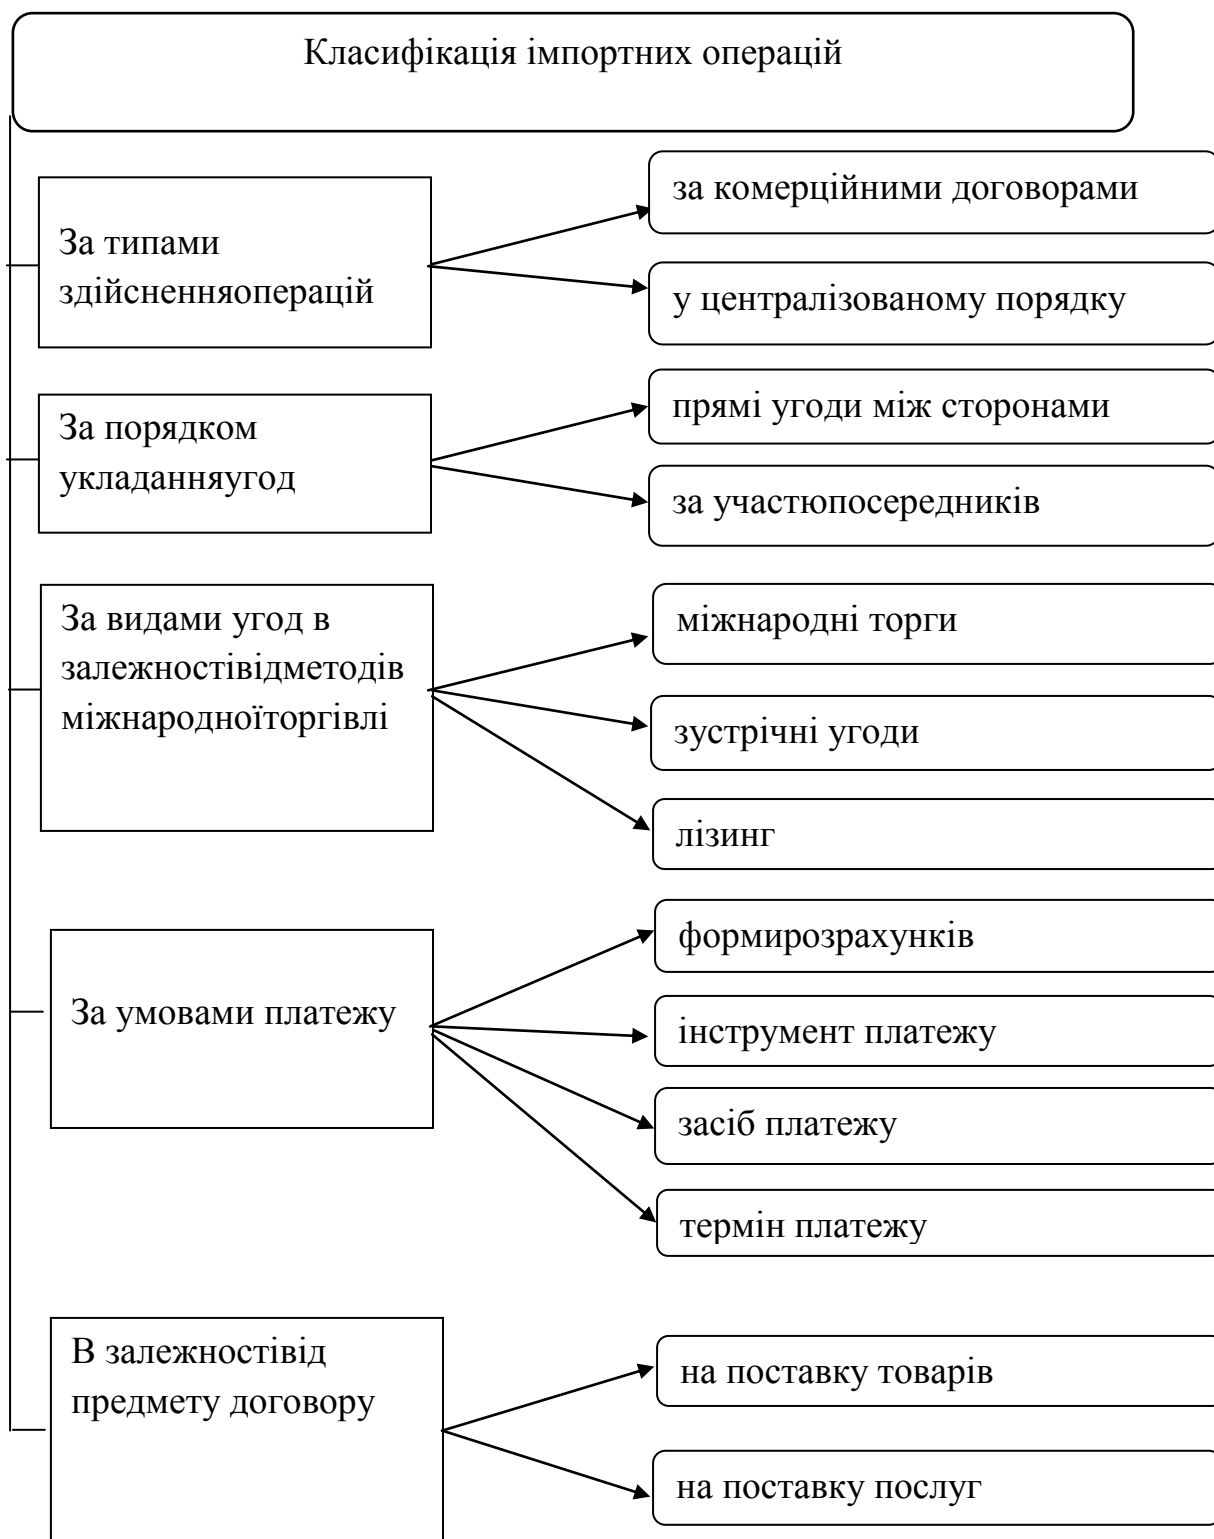 Класифікація імпортних операцій
За типами
здійсненняоперацій
за комерційними договорами
у централізованому порядку
За порядком
укладанняугод
прямі угоди між сторонами
за участюпосередників
За видами угод в
залежностівідметодів
міжнародноїторгівлі
міжнародні торги
зустрічні угоди
лізинг
За умовами платежу
формирозрахунків
інструмент платежу
засіб платежу
термін платежу
В залежностівід
предмету договору
на поставку товарів
на поставку послуг